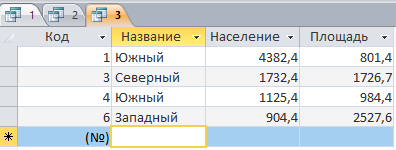 1 2 3
Код Название Население Площадь
1 Южный 4382,4 801,4
3 Северный 1732,4 1726,7
4 Южный 1125,4 984,4
6 Западный 904,4 2527,6
* (№)